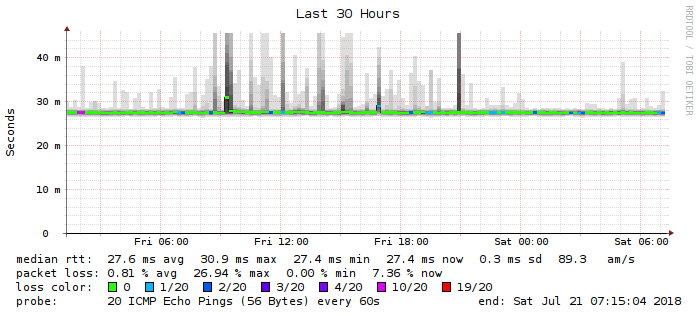 Last 30 Hours
RRDTOOL / TOBI OETIKER
Seconds
40 m
30 m
20 m
10 m
0
Fri 06:00 Fri 12:00 Fri 18:00 Sat 00:00 Sat 06:00
median rtt: 27.6 ms avg 30.9 ms max 27.4 ms min 27.4 ms now 0.3 ms sd 89.3 am/s
packet loss: 0.81 % avg 26.94 % max 0.00 % min 7.36 % now
loss color: 0 1/20 2/20 3/20 4/20 10/20 19/20
probe: 20 ICMP Echo Pings (56 Bytes) every 60s end: Sat Jul 21 07:15:04 2018